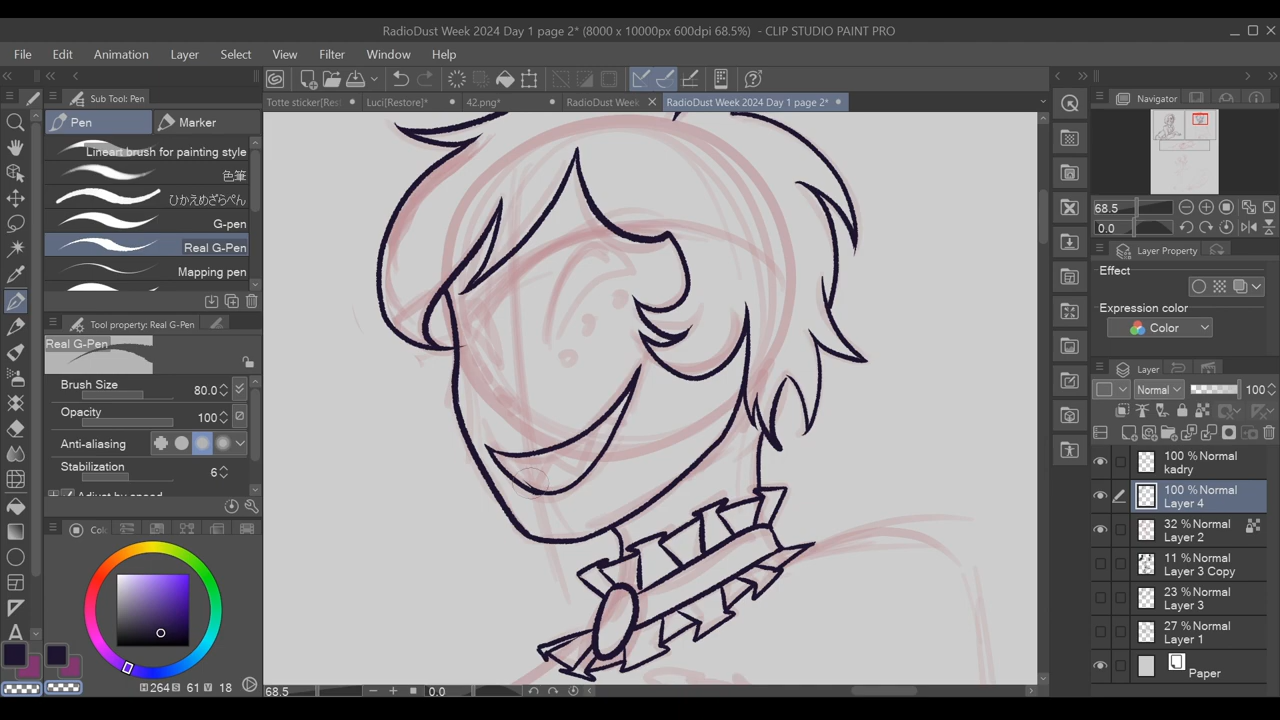 RadioDust Week 2024 Day 1 page 2* (8000 x 10000px 600dpi 68.5%) - CLIP STUDIO PAINT PRO
File Edit Animation Layer Select View Filter Window Help
Sub Tool: Pen
Totte sticker[Res Luci[Restore]* 42.png* RadioDust Week RadioDust Week 2024 Day 1 page 2*
Navigator
Pen Marker
Lineart brush for painting style
色筆
ひかえめざらぺん
G-pen
Real G-Pen
Mapping pen
68.5
0.0
Layer Property
Effect
Expression color
Color
Tool property: Real G-Pen
Real G-Pen
Brush Size 80.0
Opacity 100
Anti-aliasing
Stabilization 6
Adjust by speed
Layer
Normal 100
100 % Normal
kadry
100 % Normal
Layer 4
32 % Normal
Layer 2
11 % Normal
Layer 3 Copy
23 % Normal
Layer 3
27 % Normal
Layer 1
Paper
Col
H 264 S 61 V 18
68.5 0.0